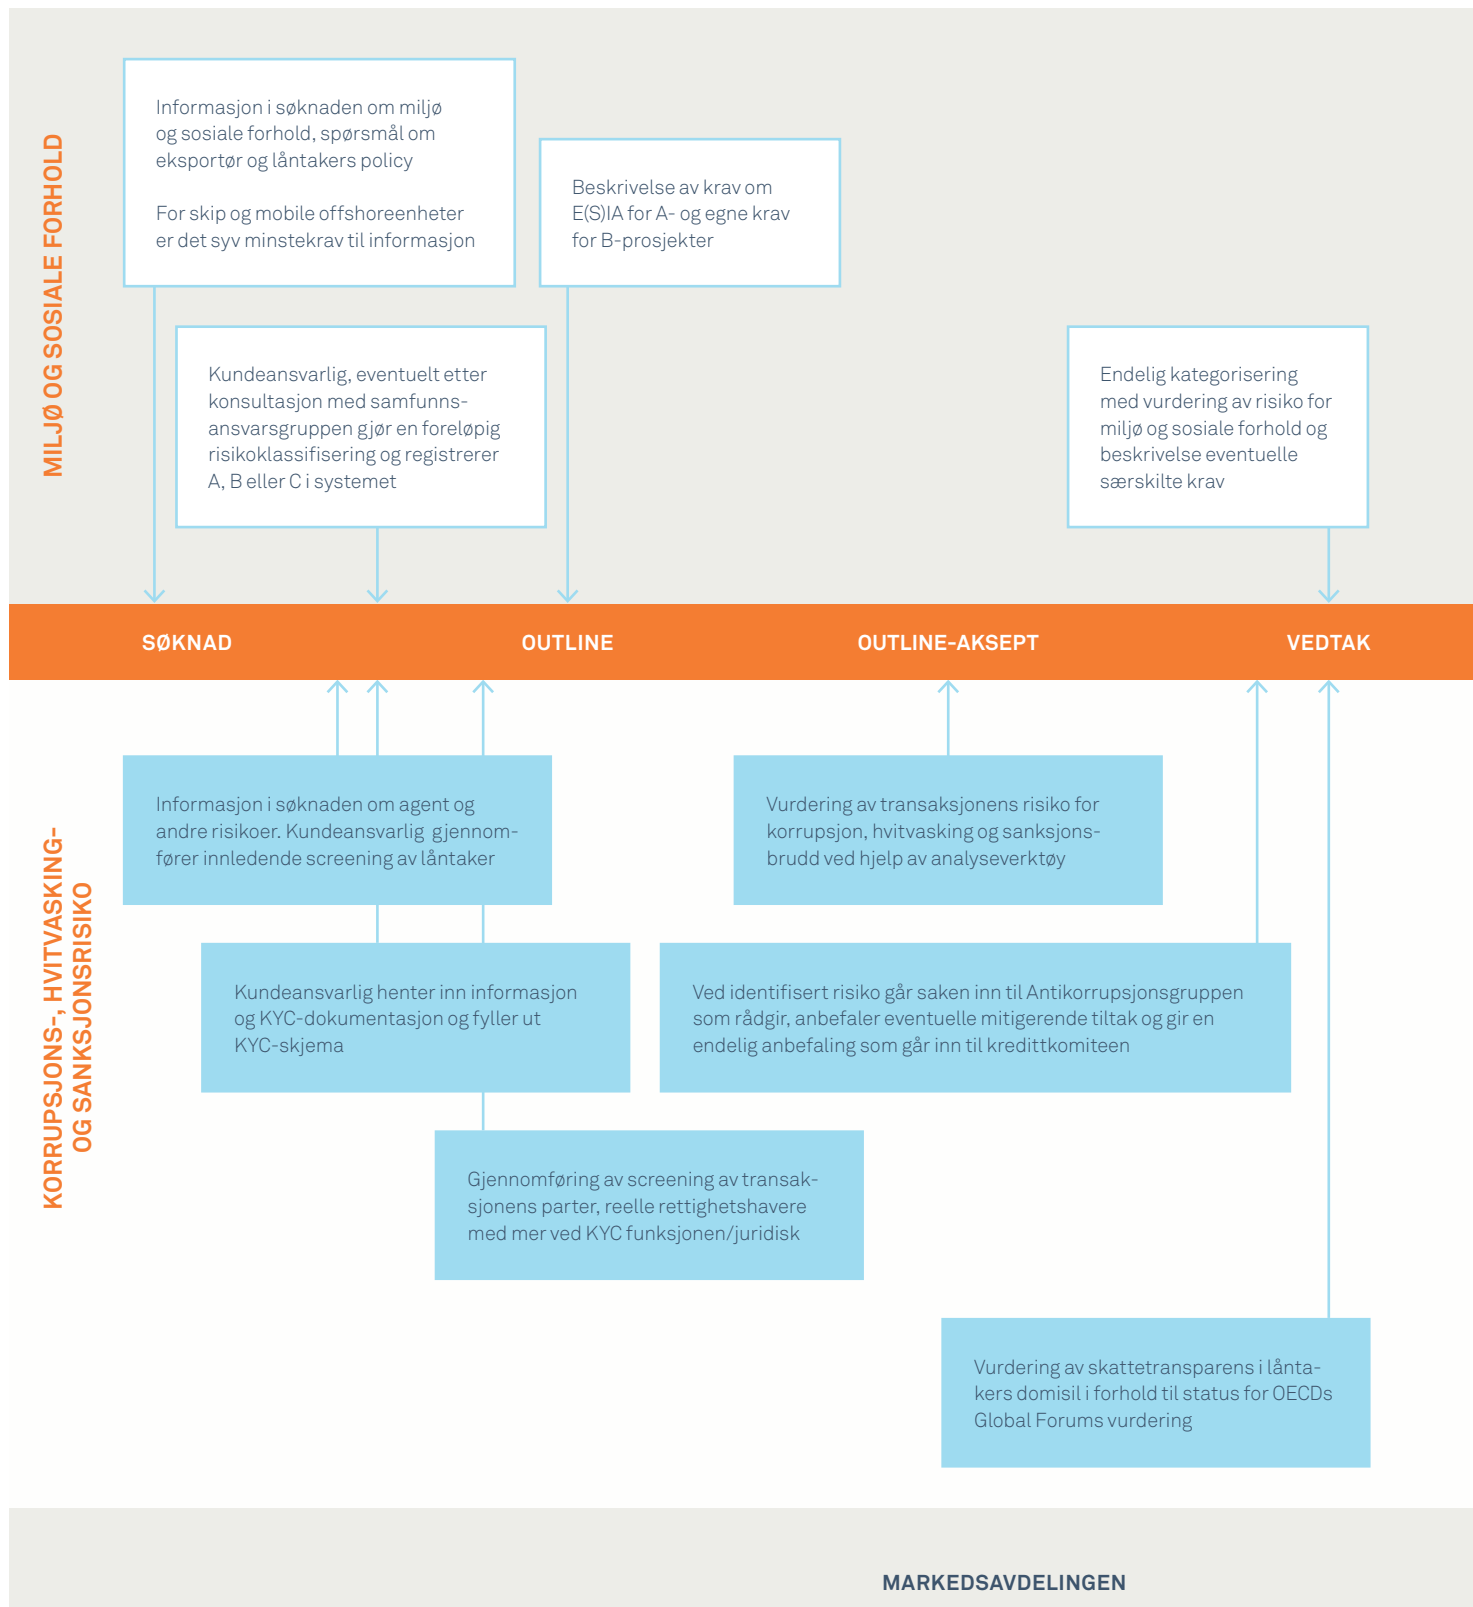 MILJØ OG SOSIALE FORHOLD
Informasjon i søknaden om miljø
og sosiale forhold, spørsmål om
eksportør og låntakers policy
For skip og mobile offshoreenheter
er det syv minstekrav til informasjon
Beskrivelse av krav om
E(S)IA for A- og egne krav
for B-prosjekter
Kundeansvarlig, eventuelt etter
konsultasjon med samfunns-
ansvarsgruppen gjør en foreløpig
risikoklassifisering og registrerer
A, B eller C i systemet
Endelig kategorisering
med vurdering av risiko for
miljø og sosiale forhold og
beskrivelse eventuelle
særskilte krav
SØKNAD
OUTLINE
OUTLINE-AKSEPT
VEDTAK
KORRUPSJONS-, HVITVASKING-
OG SANKSJONSRISIKO
Informasjon i søknaden om agent og
andre risikoer. Kundeansvarlig gjennom-
fører innledende screening av låntaker
Vurdering av transaksjonens risiko for
korrupsjon, hvitvasking og sanksjons-
brudd ved hjelp av analyseverktøy
Kundeansvarlig henter inn informasjon
og KYC-dokumentasjon og fyller ut
KYC-skjema
Ved identifisert risiko går saken inn til Antikorrupsjonsgruppen
som rådgir, anbefaler eventuelle mitigerende tiltak og gir en
endelig anbefaling som går inn til kredittkomiteen
Gjennomføring av screening av transak-
sjonens parter, reelle rettighetshavere
med mer ved KYC funksjonen/juridisk
Vurdering av skattetransparens i lånta-
kers domisil i forhold til status for OECDs
Global Forums vurdering
MARKEDSAVDELINGEN